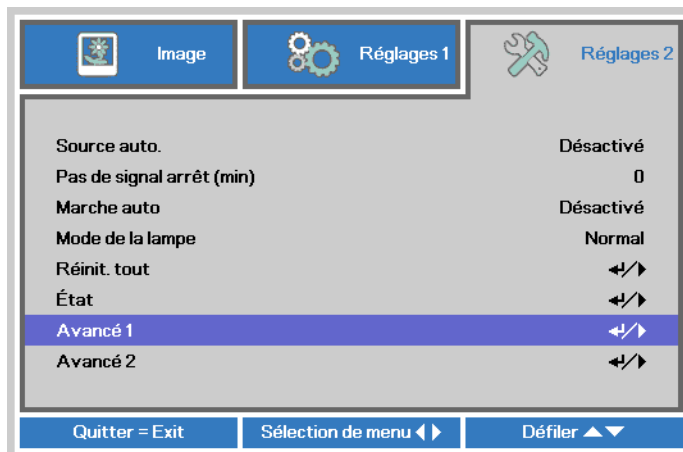 Image
Réglages 1
Réglages 2
Source auto. Désactivé
Pas de signal arrêt (min) 0
Marche auto Désactivé
Mode de la lampe Normal
Réinit. tout
État
Avancé 1
Avancé 2
Quitter = Exit
Sélection de menu
Défiler